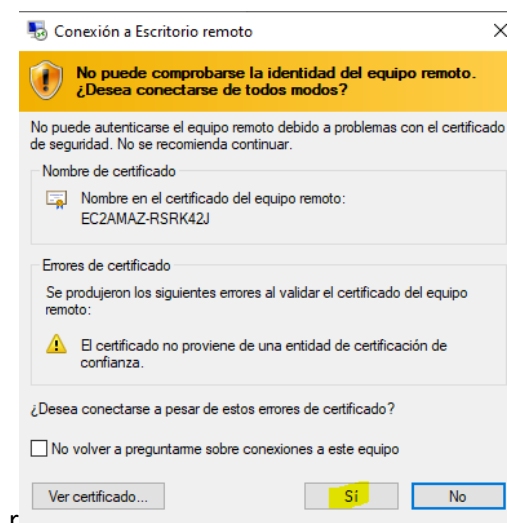 Conexión a Escritorio remoto
No puede comprobarse la identidad del equipo remoto.
¿Desea conectarse de todos modos?
No puede autenticarse el equipo remoto debido a problemas con el certificado
de seguridad. No se recomienda continuar.
Nombre de certificado
Nombre en el certificado del equipo remoto:
EC2AMAZ-RSRK42J
Errores de certificado
Se produjeron los siguientes errores al validar el certificado del equipo
remoto:
El certificado no proviene de una entidad de certificación de
confianza.
¿Desea conectarse a pesar de estos errores de certificado?
No volver a preguntarme sobre conexiones a este equipo
Ver certificado... Sí No